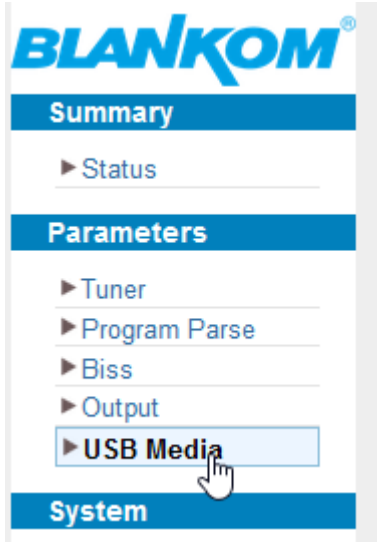 BLANKOM®
Summary
Status
Parameters
Tuner
Program Parse
Biss
Output
USB Media
System